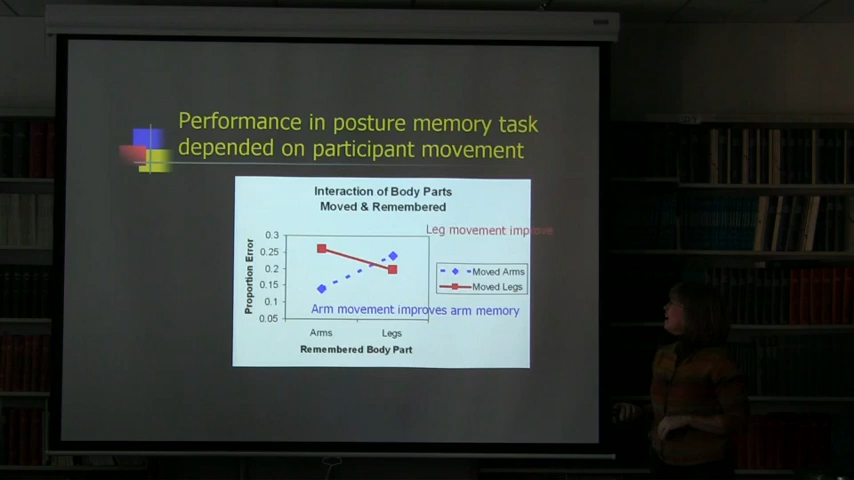 Performance in posture memory task
depended on participant movement
Interaction of Body Parts
Moved & Remembered
Leg movement improve
0.3
0.25
0.2
0.15
0.1
0.05
Proportion Error
Moved Arms
Moved Legs
Arm movement improves arm memory
Arms Legs
Remembered Body Part